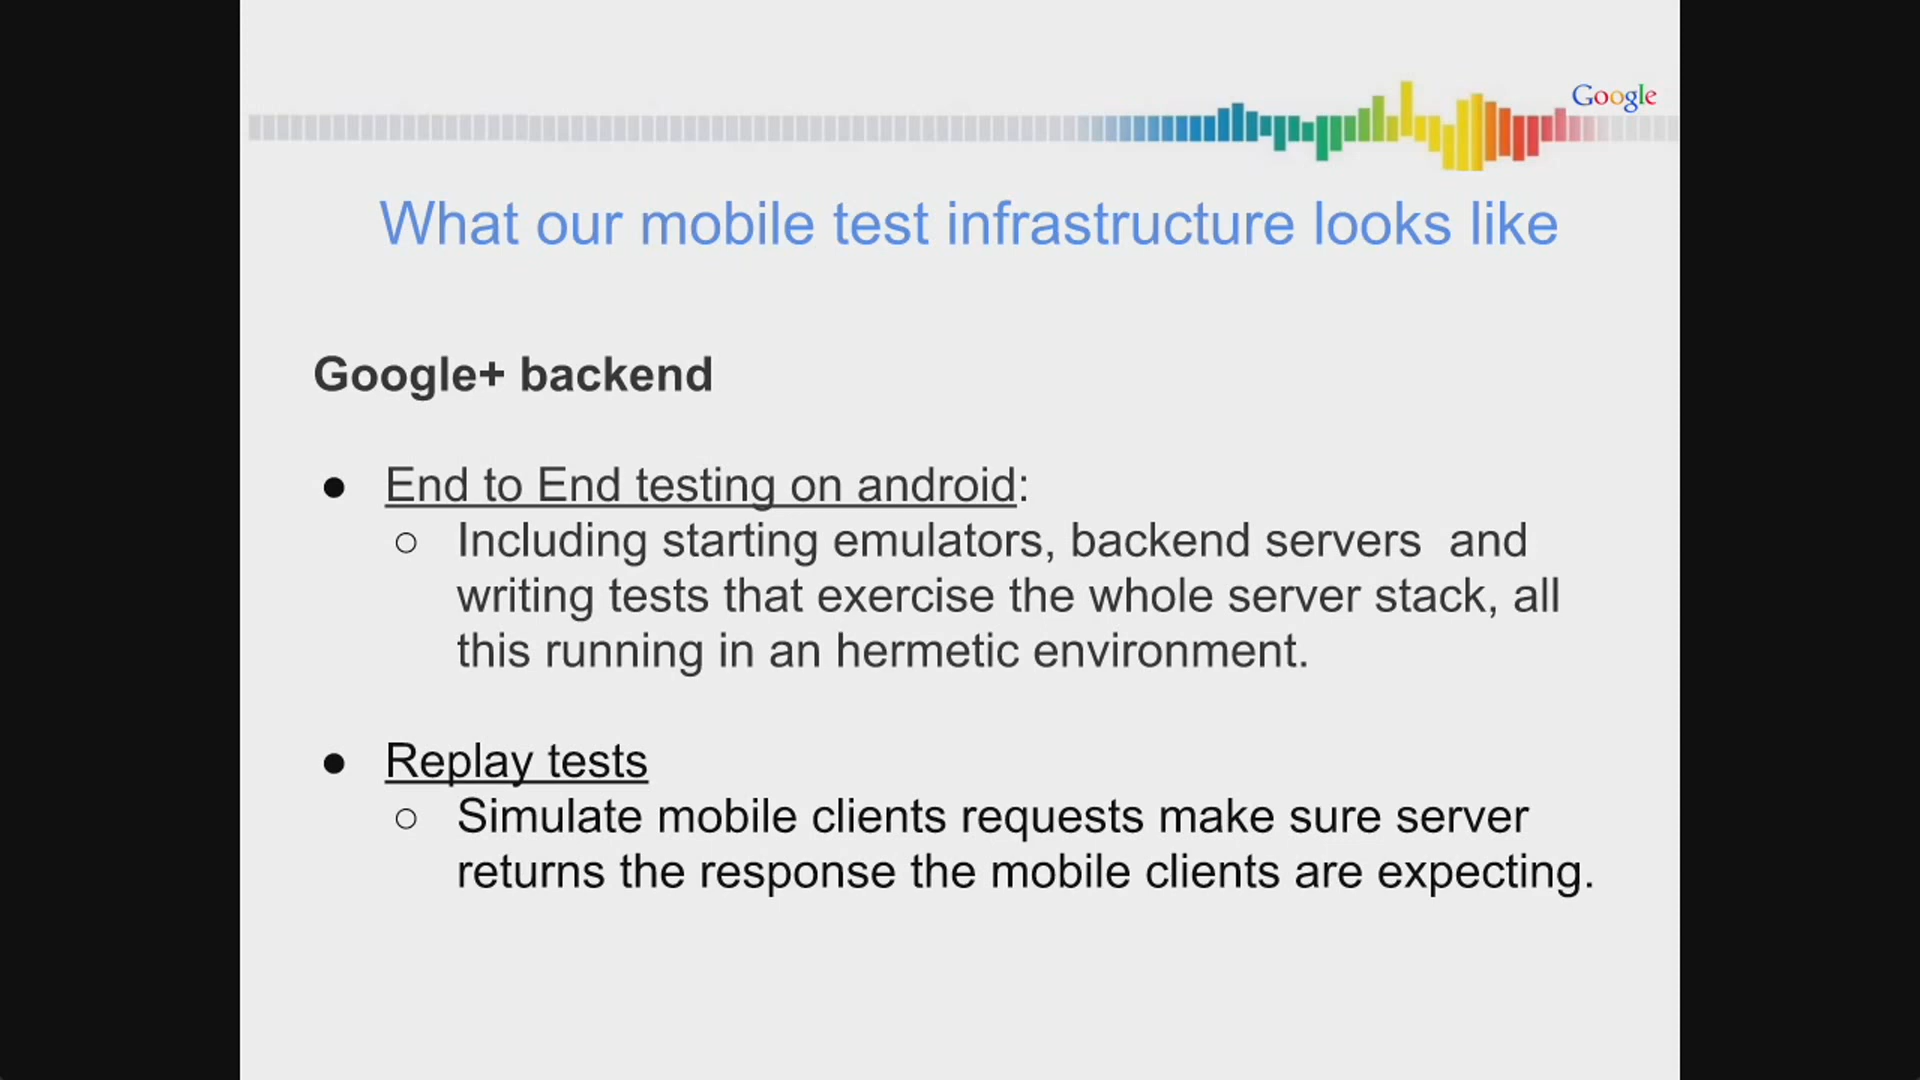 Google
What our mobile test infrastructure looks like
Google+ backend
● End to End testing on android:
○ Including starting emulators, backend servers  and
writing tests that exercise the whole server stack, all
this running in an hermetic environment.
● Replay tests
○ Simulate mobile clients requests make sure server
returns the response the mobile clients are expecting.